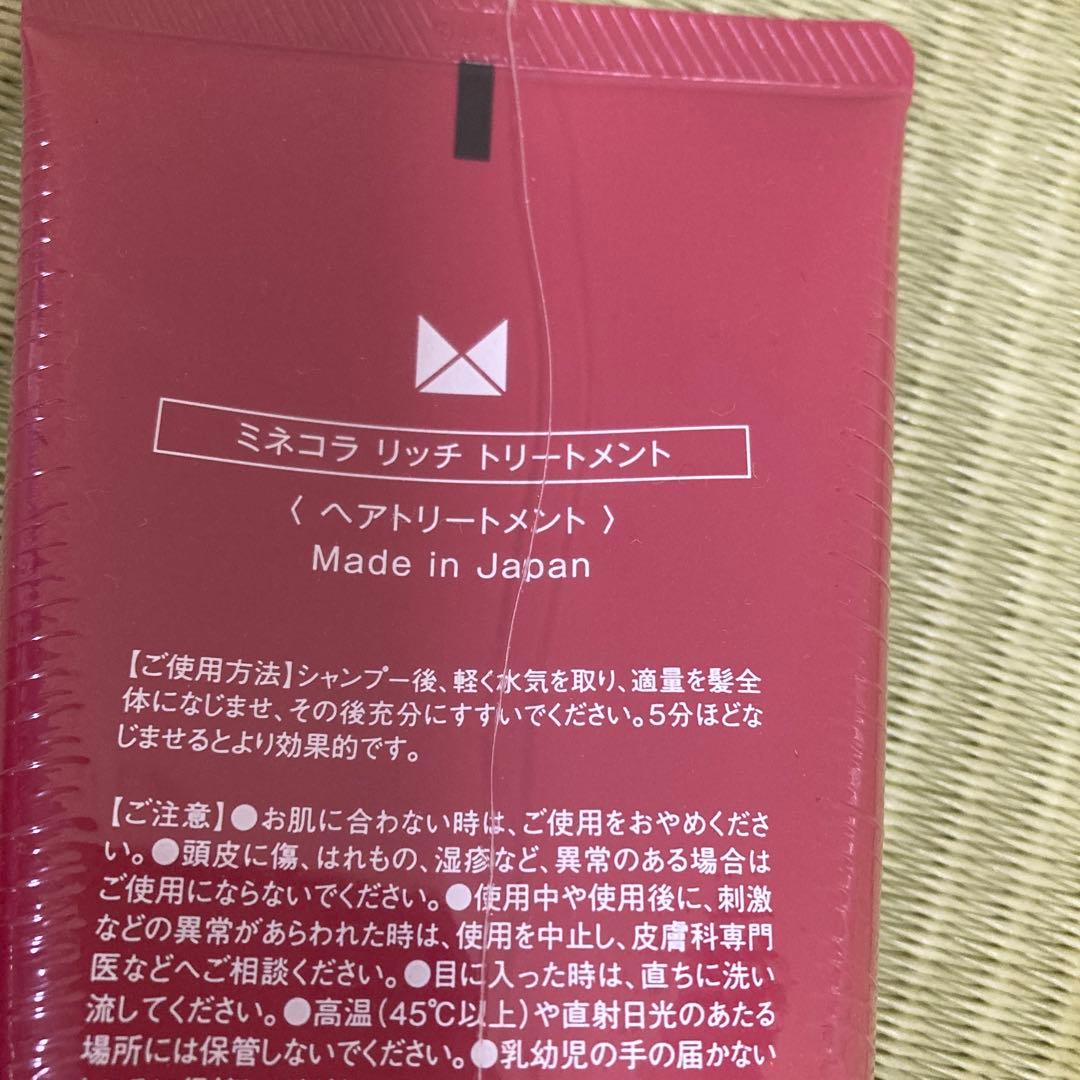 ミネコラ リッチ トリートメント
〈 ヘアトリートメント 〉
Made in Japan
【ご使用方法】シャンプー後、軽く水気を取り、適量を髪全
体になじませ、その後充分にすすいでください。5分ほどな
じませるとより効果的です。
【ご注意】●お肌に合わない時は、ご使用をおやめくださ
い。●頭皮に傷、はれもの、湿疹など、異常のある場合は
ご使用にならないでください。●使用中や使用後に、刺激
などの異常があらわれた時は、使用を中止し、皮膚科専門
医などへご相談ください。●目に入った時は、直ちに洗い
流してください。●高温(45℃以上)や直射日光のあたる
場所には保管しないでください。●乳幼児の手の届かない